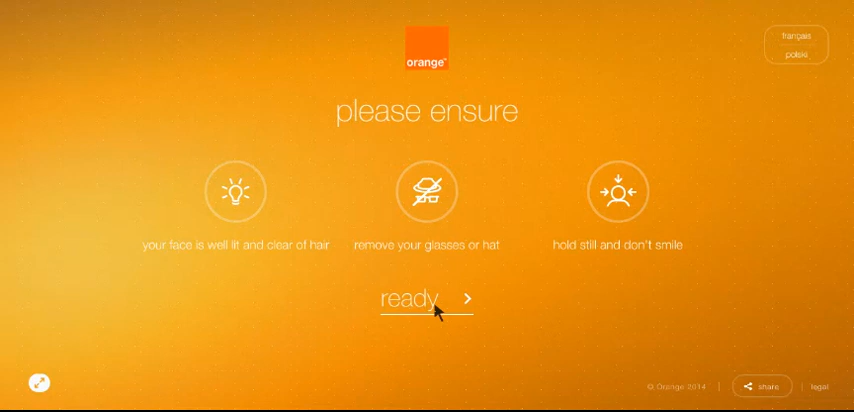 orange™
français
polski
please ensure
your face is well lit and clear of hair
remove your glasses or hat
hold still and don't smile
ready
© Orange 2014
share
legal